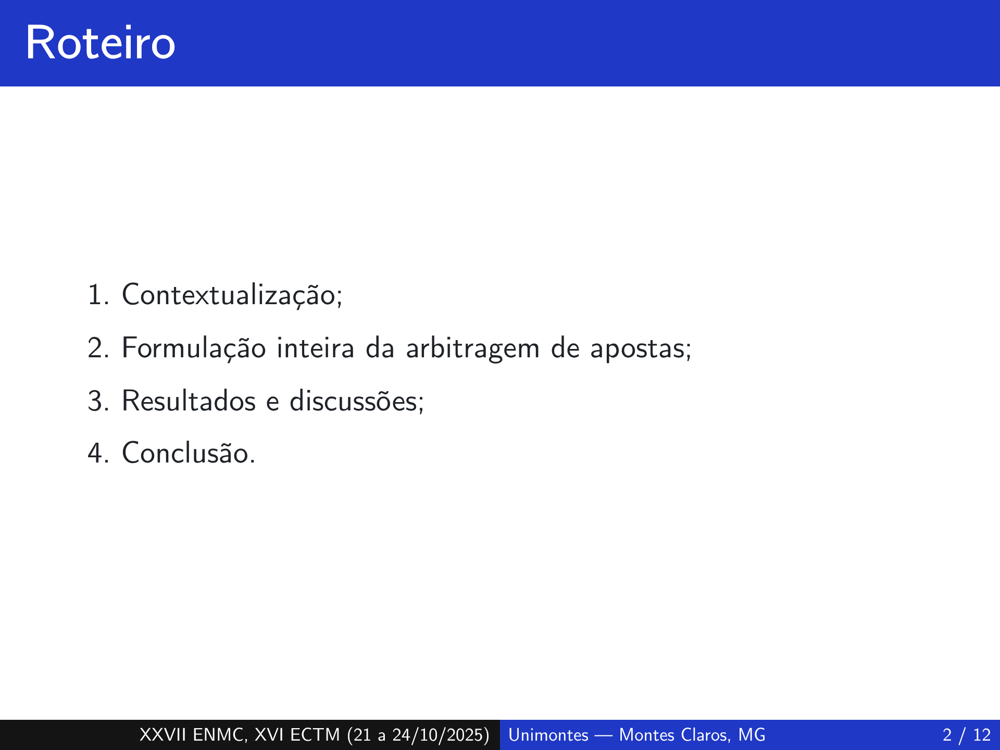 Roteiro
1. Contextualização;
2. Formulação inteira da arbitragem de apostas;
3. Resultados e discussões;
4. Conclusão.
XXVII ENMC, XVI ECTM (21 a 24/10/2025)
Unimontes — Montes Claros, MG
2 / 12